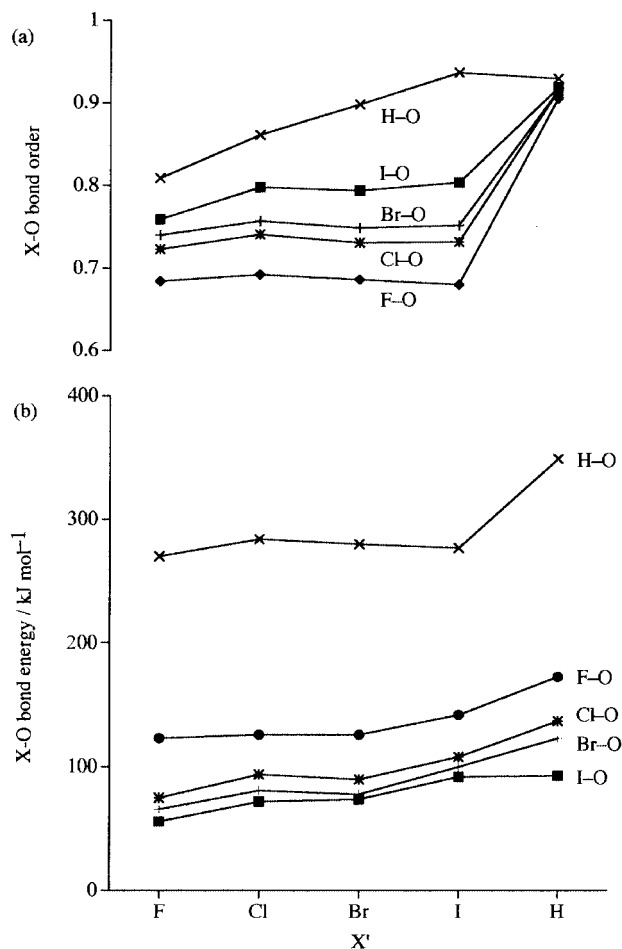 (a)
1
0.9
0.8
0.7
0.6
X-O bond order
H–O
I–O
Br–O
Cl–O
F–O
(b)
400
300
200
100
0
X-O bond energy / kJ mol⁻¹
H–O
F–O
Cl–O
Br–O
I–O
F Cl Br I H
X'